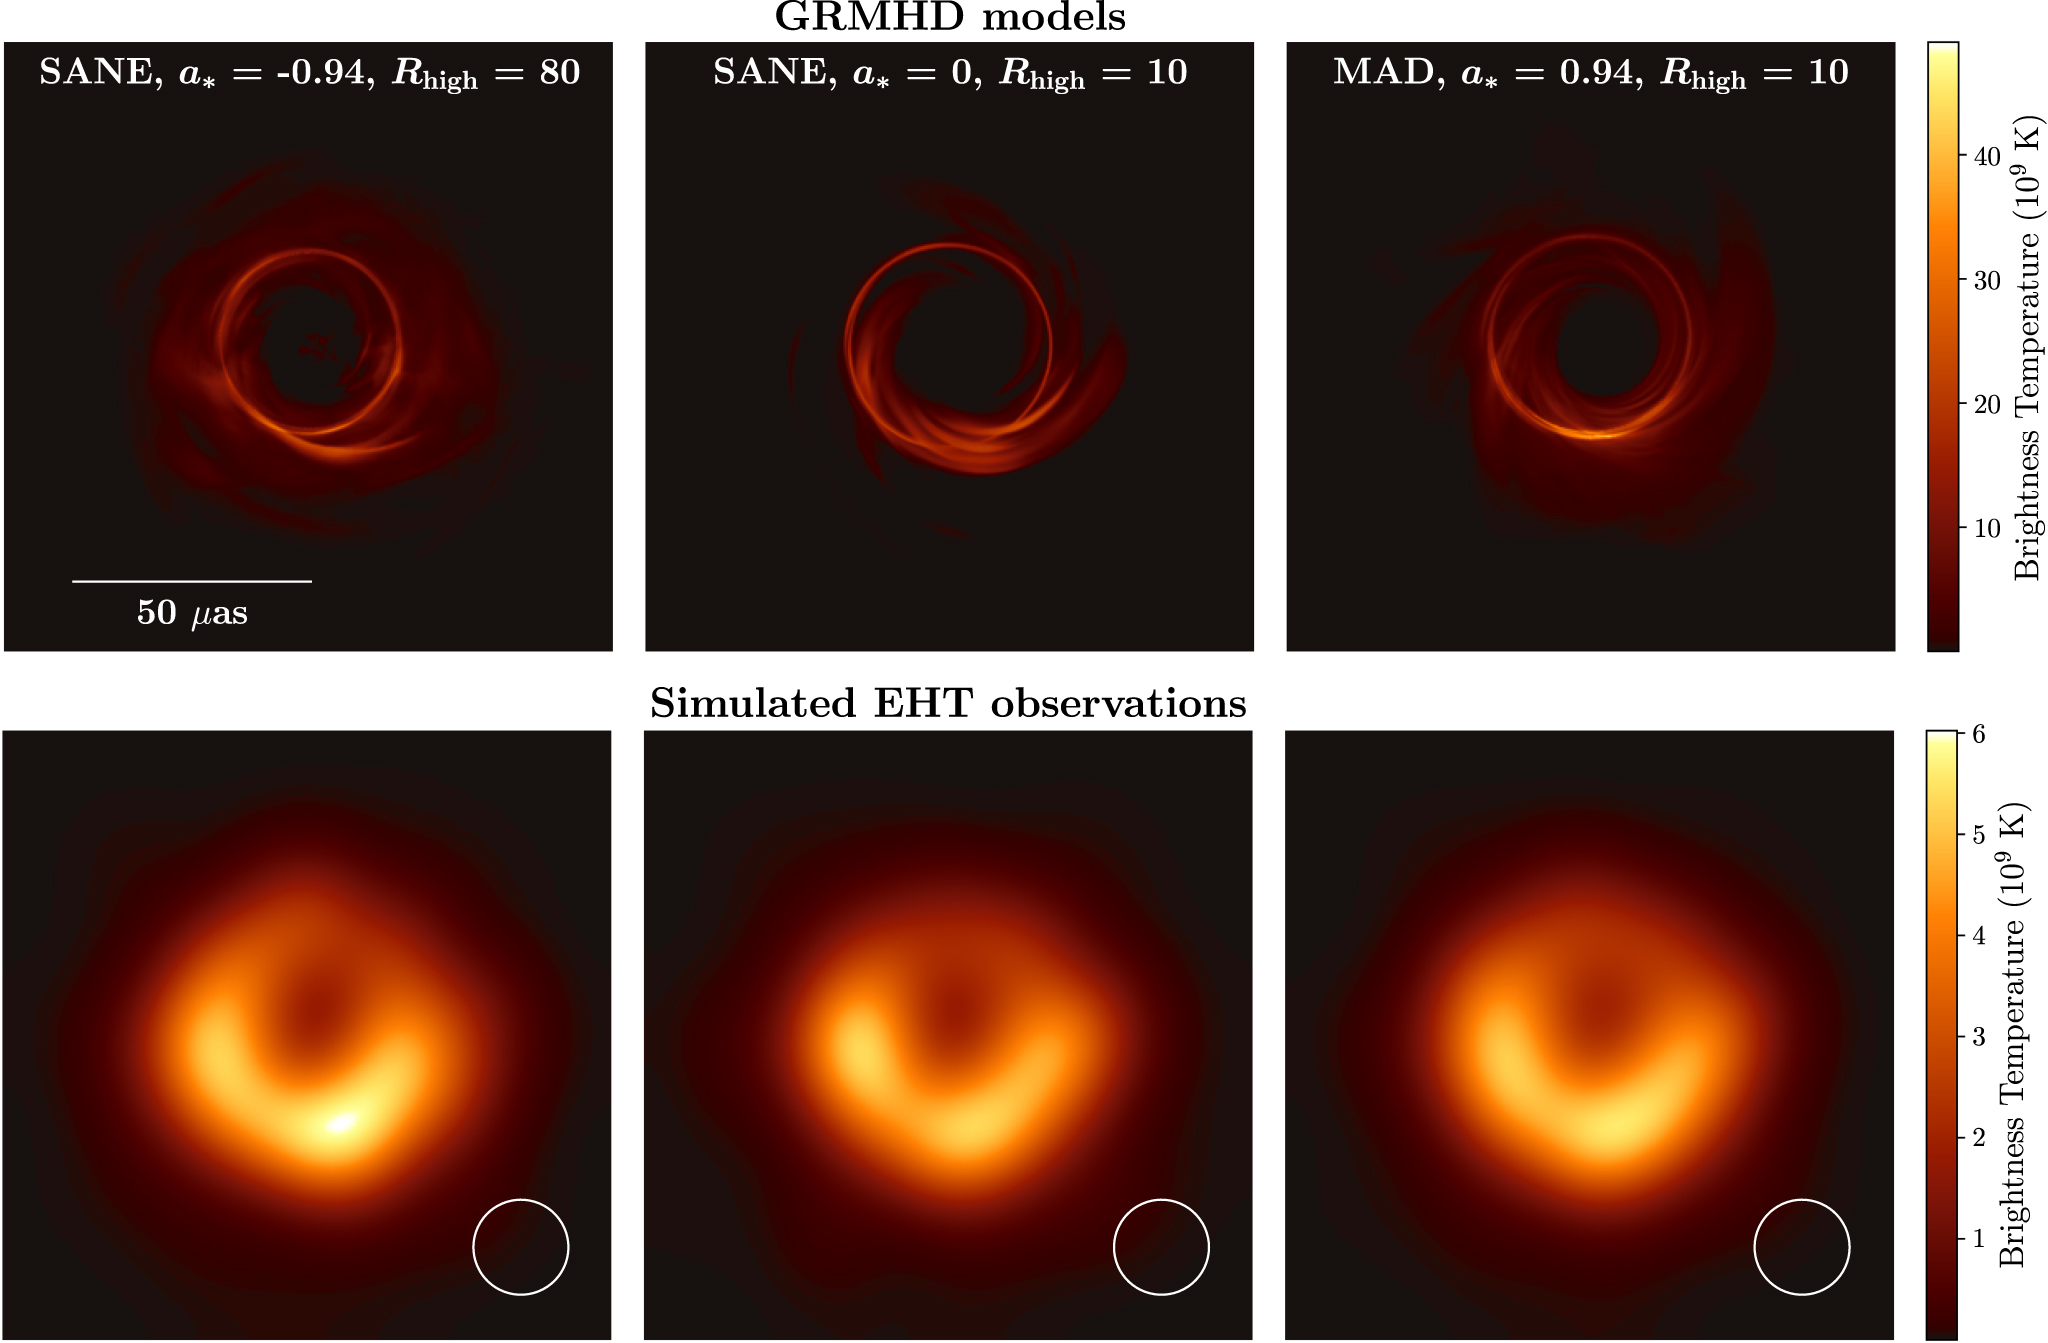 GRMHD models
SANE, a* = -0.94, Rhigh = 80
SANE, a* = 0, Rhigh = 10
MAD, a* = 0.94, Rhigh = 10
50 μas
40
30
20
10
Brightness Temperature (10⁹ K)
Simulated EHT observations
6
5
4
3
2
1
Brightness Temperature (10⁹ K)